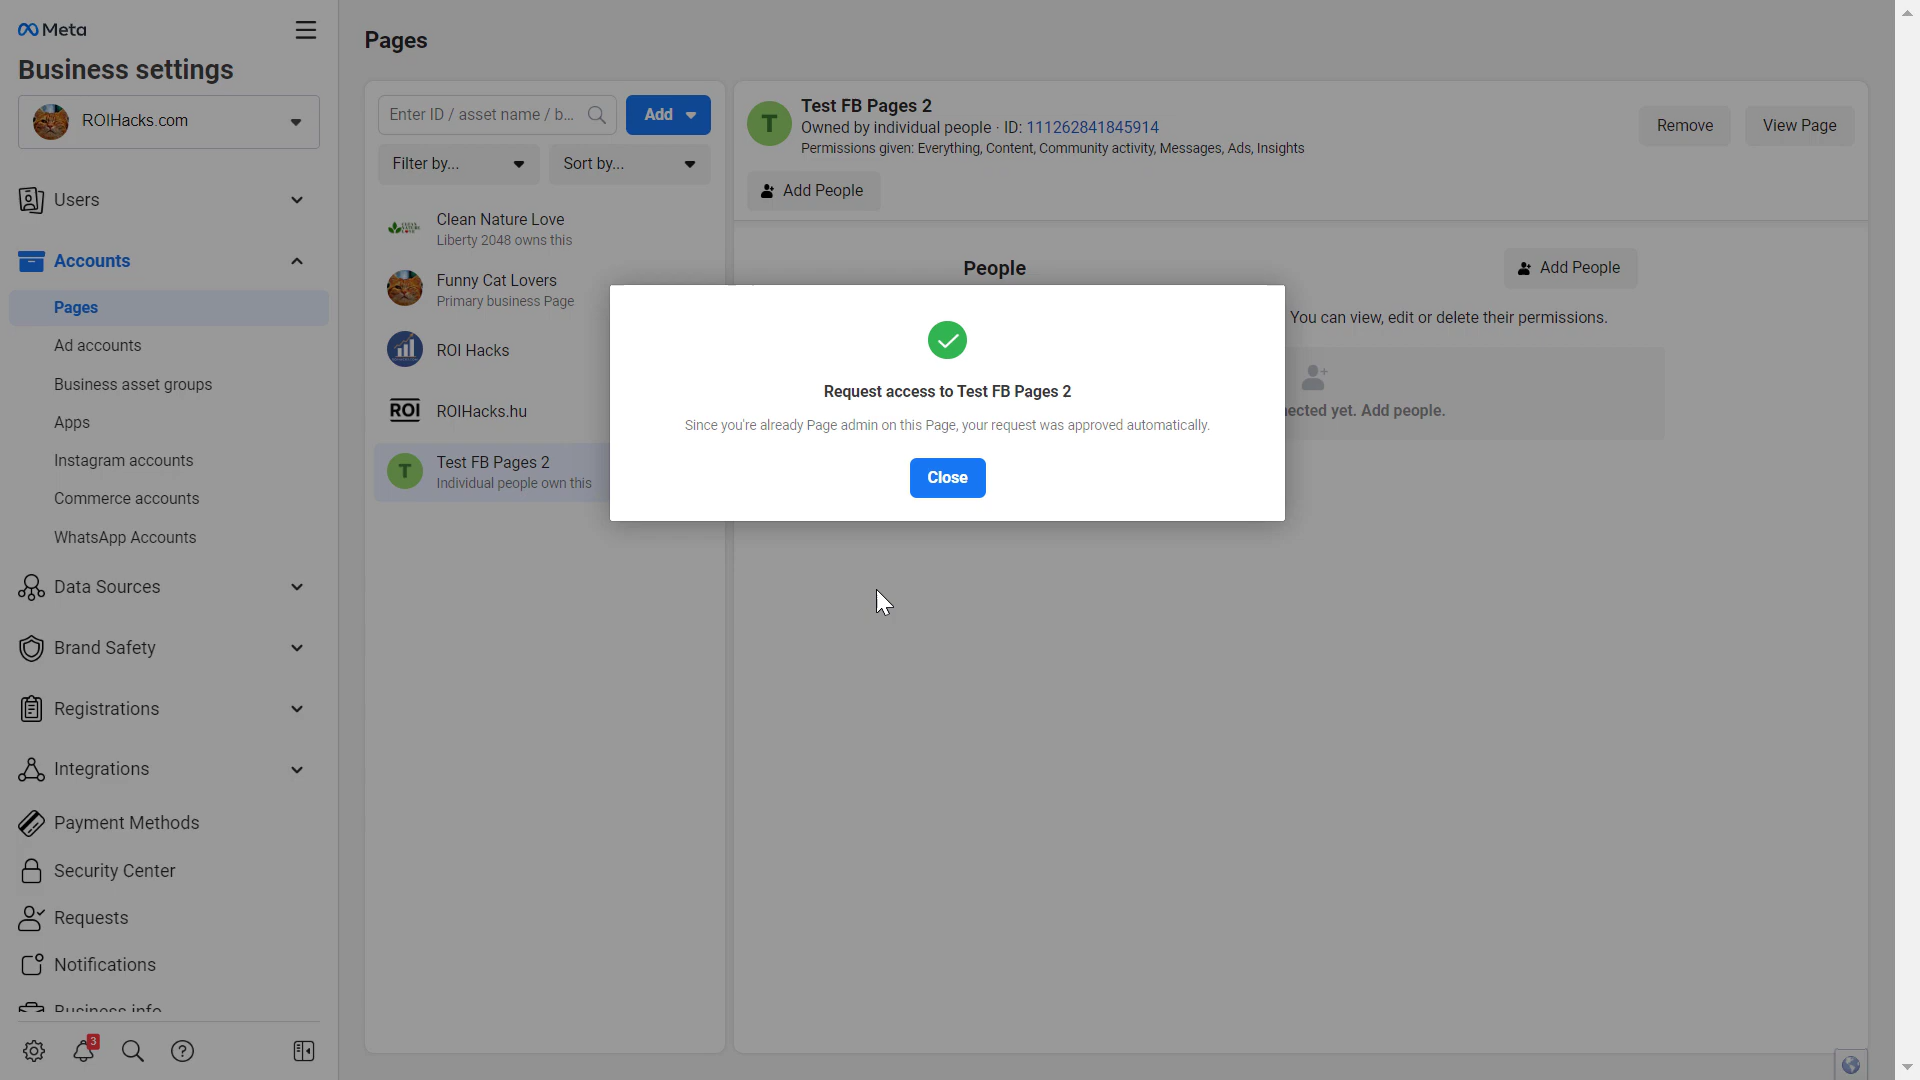 Meta
Business settings
ROIHacks.com
Users
Accounts
Pages
Ad accounts
Business asset groups
Apps
Instagram accounts
Commerce accounts
WhatsApp Accounts
Data Sources
Brand Safety
Registrations
Integrations
Payment Methods
Security Center
Requests
Notifications
Business info
3
Pages
Enter ID / asset name / b...
Add
Filter by...
Sort by...
Clean Nature Love
Liberty 2048 owns this
Funny Cat Lovers
Primary business Page
ROI Hacks
ROI
ROIHacks.hu
T
Test FB Pages 2
Individual people own this
T
Test FB Pages 2
Owned by individual people · ID: 111262841845914
Permissions given: Everything, Content, Community activity, Messages, Ads, Insights
Remove
View Page
Add People
People
Add People
You can view, edit or delete their permissions.
nected yet. Add people.
Request access to Test FB Pages 2
Since you're already Page admin on this Page, your request was approved automatically.
Close